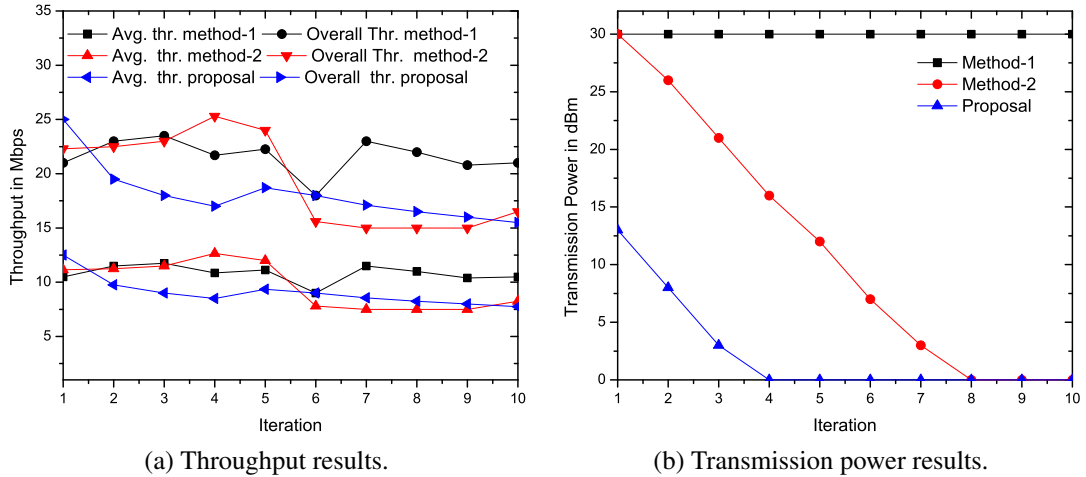 35
30
25
20
15
10
5
Throughput in Mbps
Avg. thr. method-1
Overall Thr. method-1
Avg. thr. method-2
Overall Thr. method-2
Avg. thr. proposal
Overall thr. proposal
1 2 3 4 5 6 7 8 9 10
Iteration
(a) Throughput results.
30
25
20
15
10
5
0
Transmission Power in dBm
Method-1
Method-2
Proposal
1 2 3 4 5 6 7 8 9 10
Iteration
(b) Transmission power results.